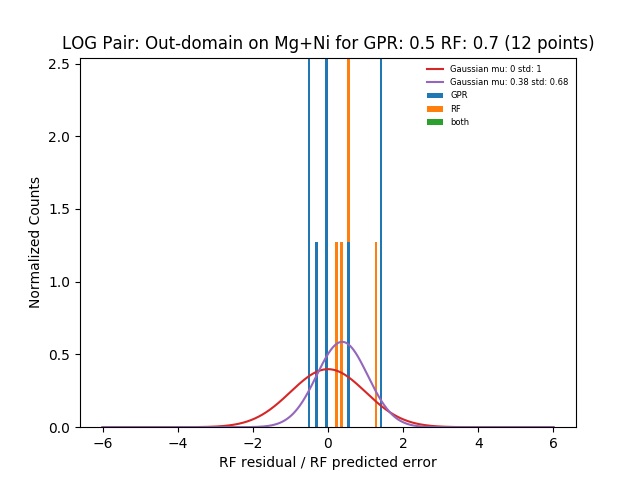 LOG Pair: Out-domain on Mg+Ni for GPR: 0.5 RF: 0.7 (12 points)
2.5
2.0
1.5
1.0
0.5
0.0
Normalized Counts
Gaussian mu: 0 std: 1
Gaussian mu: 0.38 std: 0.68
GPR
RF
both
−6
−4
−2
0
2
4
6
RF residual / RF predicted error